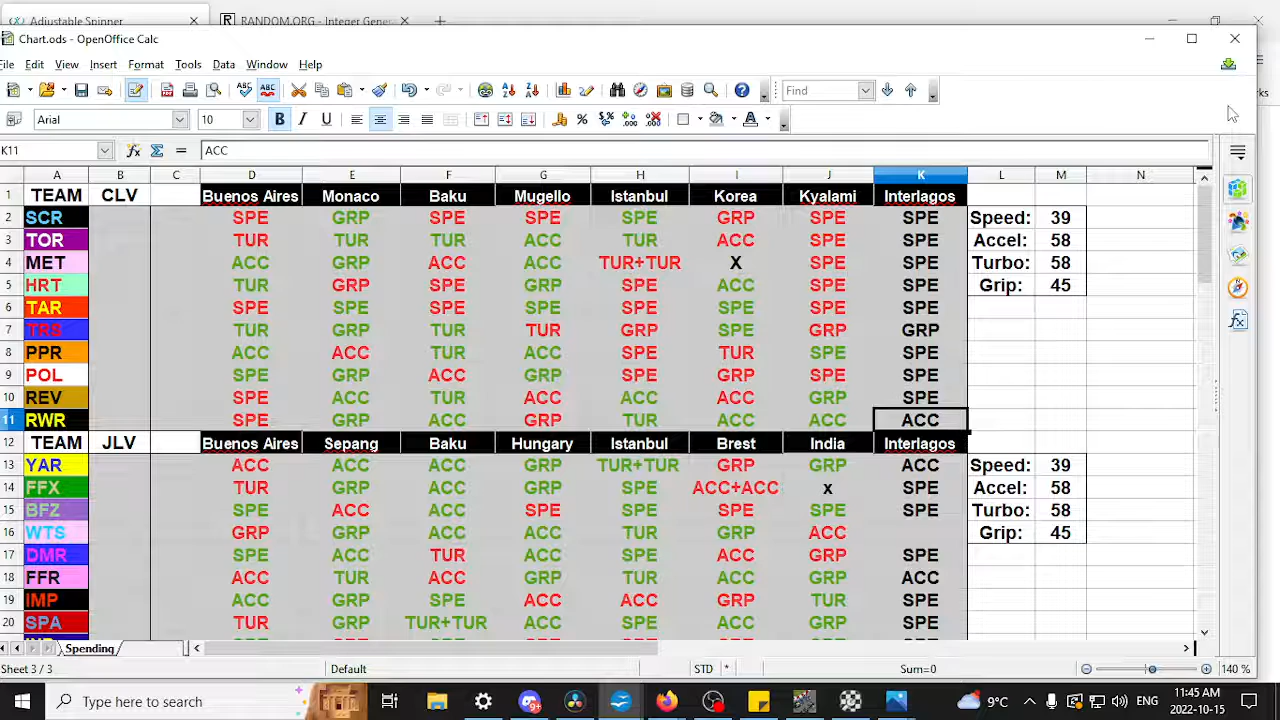 Adjustable Spinner × R RANDOM.ORG - Integer Gene × +
Chart.ods - OpenOffice Calc
File Edit View Insert Format Tools Data Window Help
Find
Arial 10 B I U
K11 ACC
A B C D E F G H I J K L M N
1 TEAM CLV Buenos Aires Monaco Baku Mugello Istanbul Korea Kyalami Interlagos
2 SCR SPE GRP SPE SPE SPE GRP SPE SPE Speed: 39
3 TOR TUR TUR TUR ACC TUR ACC SPE SPE Accel: 58
4 MET ACC GRP ACC ACC TUR+TUR X SPE SPE Turbo: 58
5 HRT TUR GRP SPE GRP SPE ACC SPE SPE Grip: 45
6 TAR SPE SPE SPE SPE SPE SPE SPE SPE
7 TRS TUR GRP TUR TUR GRP SPE GRP GRP
8 PPR ACC ACC TUR ACC SPE TUR SPE SPE
9 POL SPE GRP ACC GRP SPE GRP SPE SPE
10 REV SPE ACC TUR ACC ACC ACC GRP SPE
11 RWR SPE GRP ACC GRP TUR ACC ACC ACC
12 TEAM JLV Buenos Aires Sepang Baku Hungary Istanbul Brest India Interlagos
13 YAR ACC ACC ACC GRP TUR+TUR GRP GRP ACC Speed: 39
14 FFX TUR GRP ACC GRP SPE ACC+ACC x SPE Accel: 58
15 BFZ SPE ACC ACC SPE SPE SPE SPE SPE Turbo: 58
16 WTS GRP GRP ACC ACC TUR GRP ACC Grip: 45
17 DMR SPE ACC TUR ACC SPE ACC GRP SPE
18 FFR ACC TUR ACC GRP TUR ACC GRP ACC
19 IMP ACC GRP SPE ACC ACC GRP TUR SPE
20 SPA TUR GRP TUR+TUR GRP SPE ACC GRP SPE
Spending
Sheet 3 / 3 Default STD * Sum=0 140 %
Type here to search 9°C ENG 11:45 AM
2022-10-15